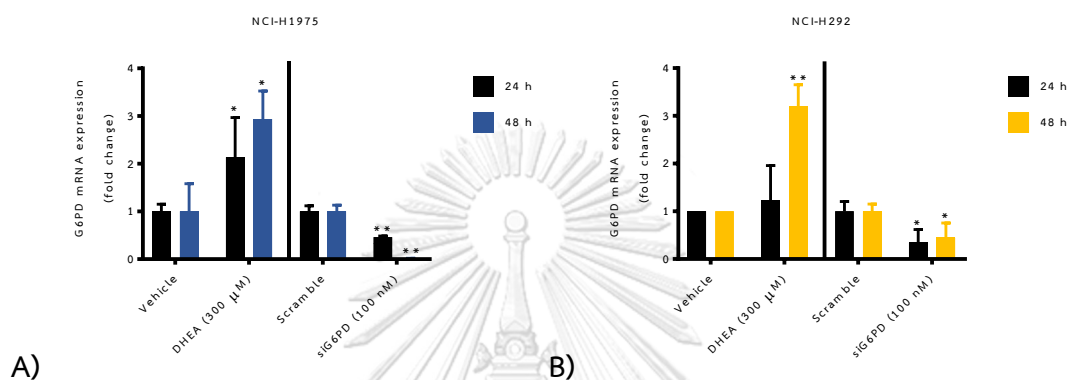 NCI-H1975
G6PD mRNA expression
(fold change)
4
3
2
1
0
*
*
**
**
24 h
48 h
Vehicle
DHEA (300 µM)
Scramble
siG6PD (100 nM)
A)
NCI-H292
G6PD mRNA expression
(fold change)
4
3
2
1
0
**
*
*
24 h
48 h
Vehicle
DHEA (300 µM)
Scramble
siG6PD (100 nM)
B)